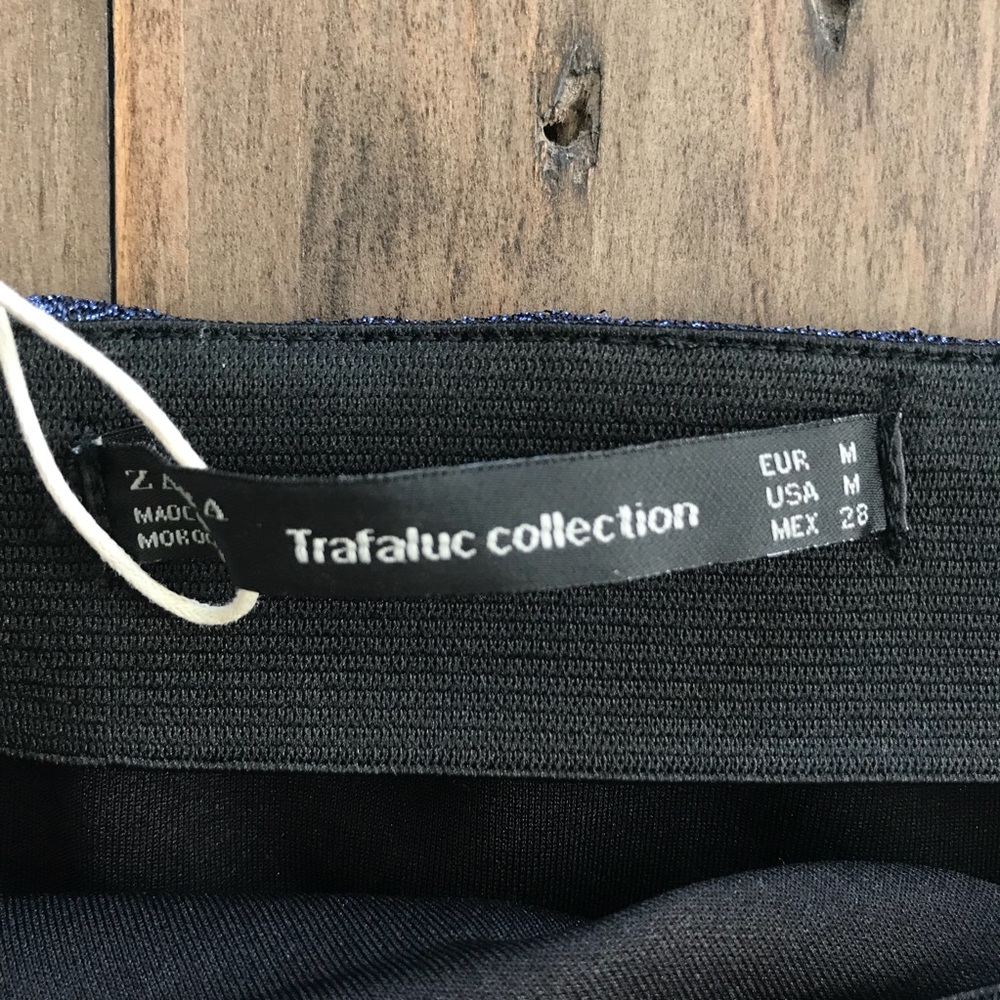 Trafaluc collection
EUR M
USA M
MEX 28